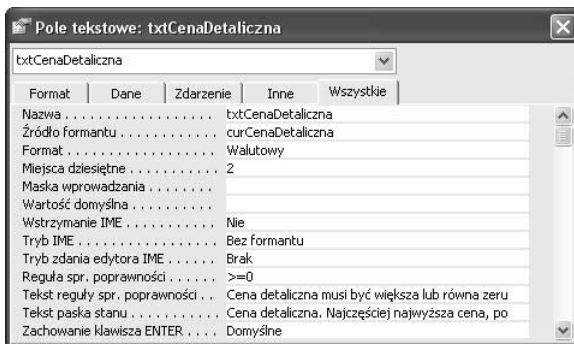 Pole tekstowe: txtCenaDetaliczna
txtCenaDetaliczna
Format Dane Zdarzenie Inne Wszystkie
Nazwa . . . . . . . . . . . . . . . . . . txtCenaDetaliczna
Źródło formantu . . . . . . . . . . . . curCenaDetaliczna
Format . . . . . . . . . . . . . . . . . . Walutowy
Miejsca dziesiętne . . . . . . . . . . . 2
Maska wprowadzania . . . . . . . .
Wartość domyślna . . . . . . . . . .
Wstrzymanie IME . . . . . . . . . . . Nie
Tryb IME . . . . . . . . . . . . . . . . . Bez formantu
Tryb zdania edytora IME . . . . . . Brak
Reguła spr. poprawności . . . . . . >=0
Tekst reguły spr. poprawności . . Cena detaliczna musi być większa lub równa zeru
Tekst paska stanu . . . . . . . . . . . Cena detaliczna. Najczęściej najwyższa cena, po
Zachowanie klawisza ENTER . . . . Domyślne